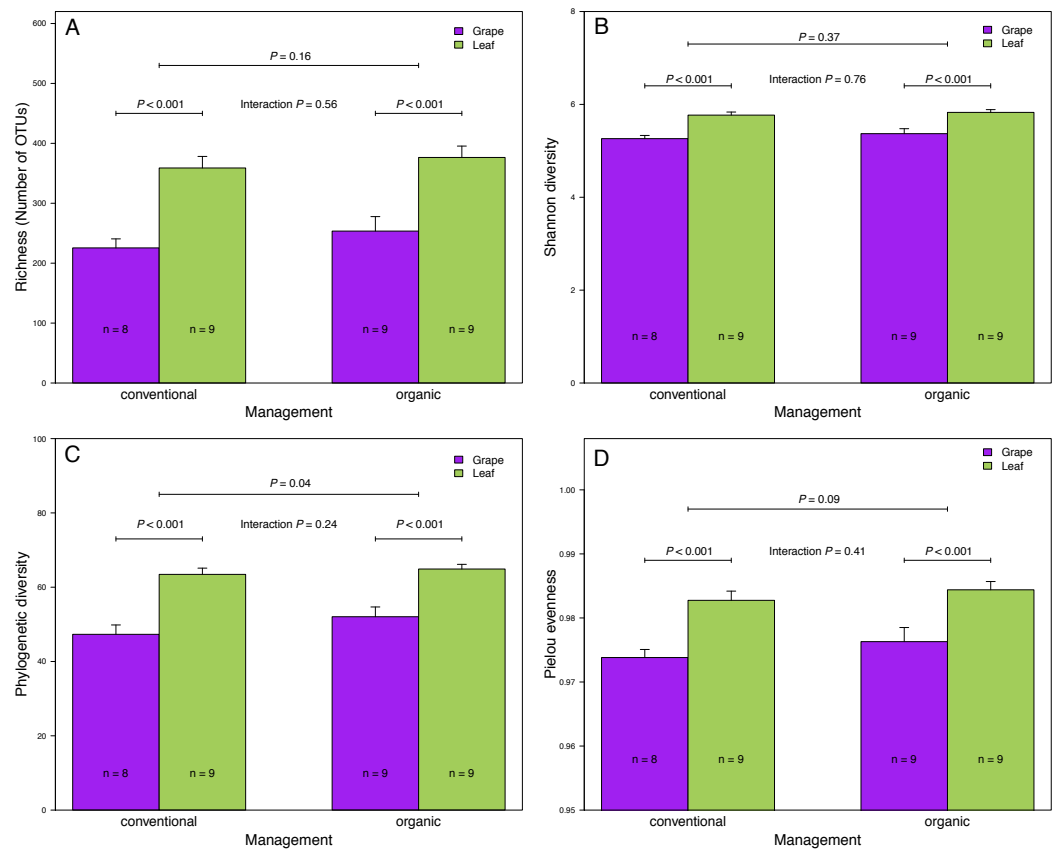 A
Grape
Leaf
P = 0.16
P < 0.001
Interaction P = 0.56
P < 0.001
Richness (Number of OTUs)
600
500
400
300
200
100
0
n = 8
n = 9
n = 9
n = 9
conventional
organic
Management
B
Grape
Leaf
P = 0.37
P < 0.001
Interaction P = 0.76
P < 0.001
Shannon diversity
8
6
4
2
0
n = 8
n = 9
n = 9
n = 9
conventional
organic
Management
C
Grape
Leaf
P = 0.04
P < 0.001
Interaction P = 0.24
P < 0.001
Phylogenetic diversity
100
80
60
40
20
0
n = 8
n = 9
n = 9
n = 9
conventional
organic
Management
D
Grape
Leaf
P = 0.09
P < 0.001
Interaction P = 0.41
P < 0.001
Pielou evenness
1.00
0.99
0.98
0.97
0.96
0.95
n = 8
n = 9
n = 9
n = 9
conventional
organic
Management